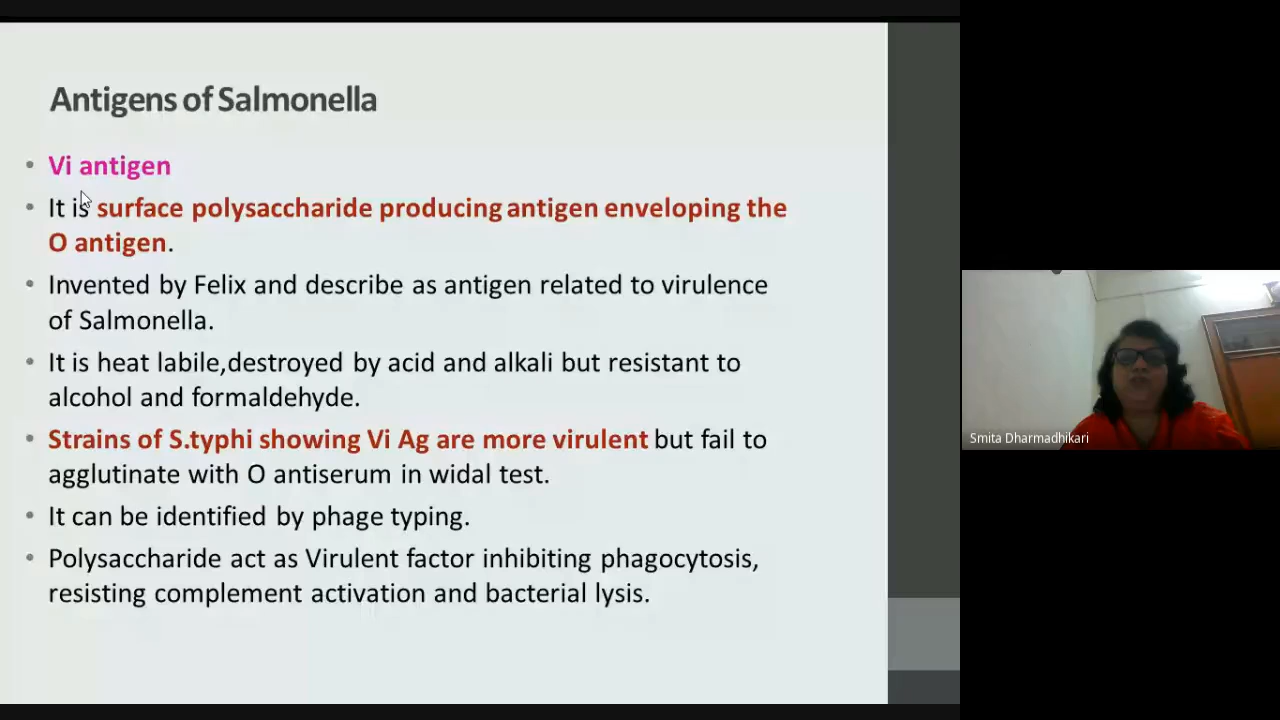 Antigens of Salmonella
• Vi antigen
• It is surface polysaccharide producing antigen enveloping the
O antigen.
• Invented by Felix and describe as antigen related to virulence
of Salmonella.
• It is heat labile,destroyed by acid and alkali but resistant to
alcohol and formaldehyde.
• Strains of S.typhi showing Vi Ag are more virulent but fail to
agglutinate with O antiserum in widal test.
• It can be identified by phage typing.
• Polysaccharide act as Virulent factor inhibiting phagocytosis,
resisting complement activation and bacterial lysis.
Smita Dharmadhikari